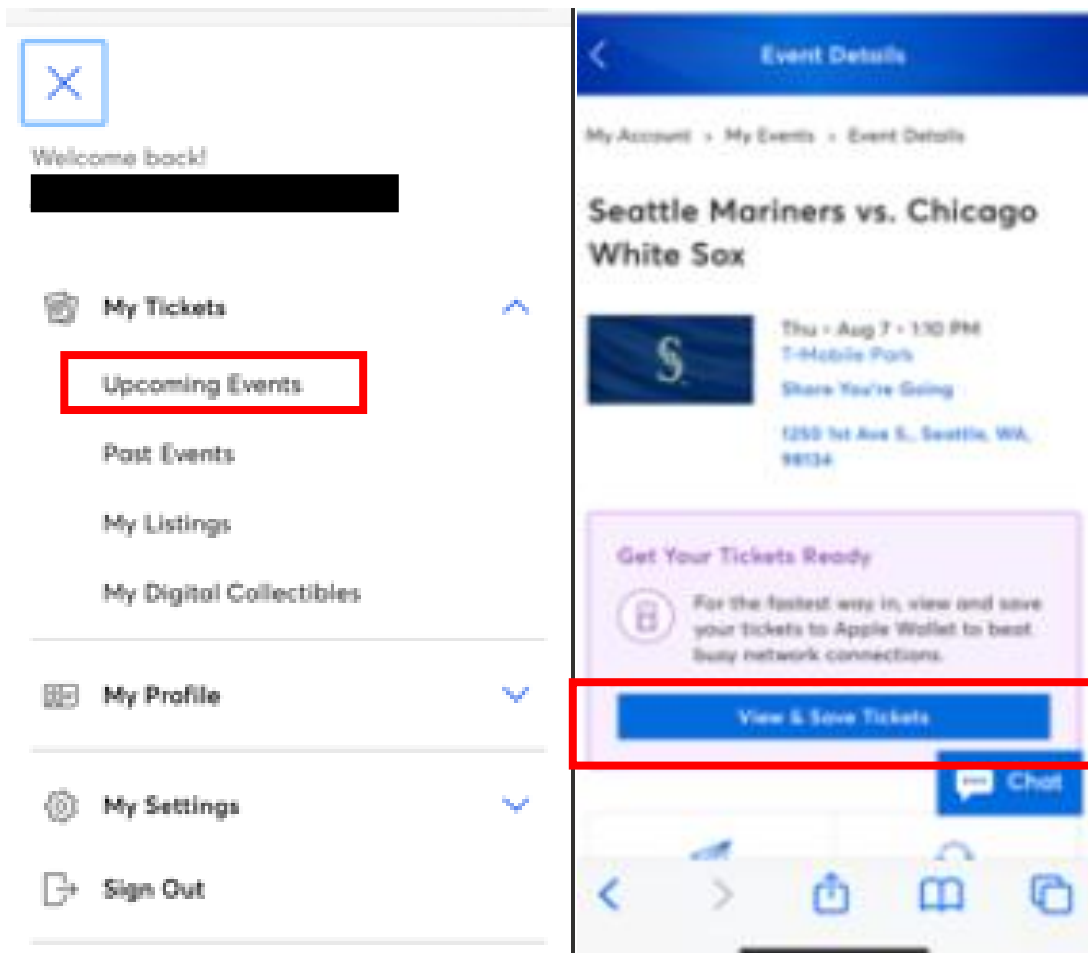 Welcome back!
My Tickets
Upcoming Events
Past Events
My Listings
My Digital Collectibles
My Profile
My Settings
Sign Out
Event Details
My Account › My Events › Event Details
Seattle Mariners vs. Chicago
White Sox
Thu • Aug 7 • 1:10 PM
T-Mobile Park
Share You're Going
1250 1st Ave S., Seattle, WA,
98134
Get Your Tickets Ready
For the fastest way in, view and save
your tickets to Apple Wallet to beat
busy network connections.
View & Save Tickets
Chat